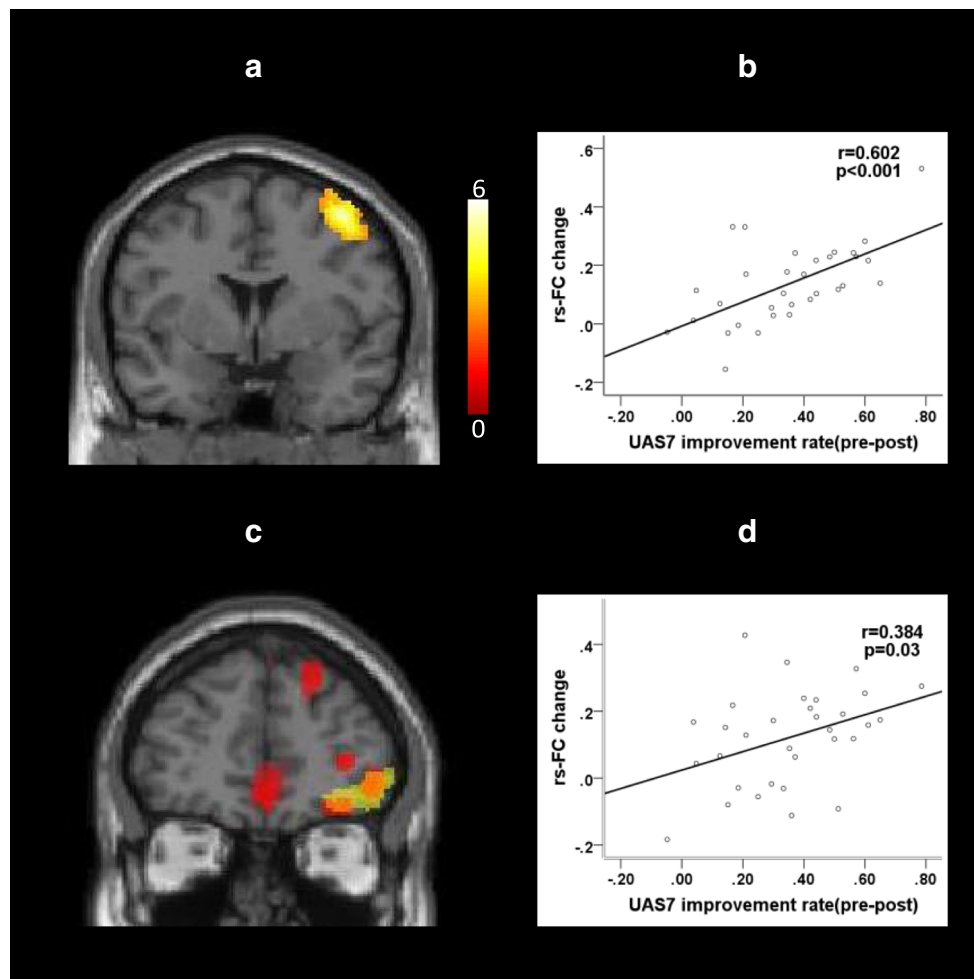 a
b
6
0
r=0.602
p<0.001
rs-FC change
.6
.4
.2
.0
-.2
-.20 .00 .20 .40 .60 .80
UAS7 improvement rate(pre-post)
c
d
r=0.384
p=0.03
rs-FC change
.4
.2
.0
-.2
-.20 .00 .20 .40 .60 .80
UAS7 improvement rate(pre-post)